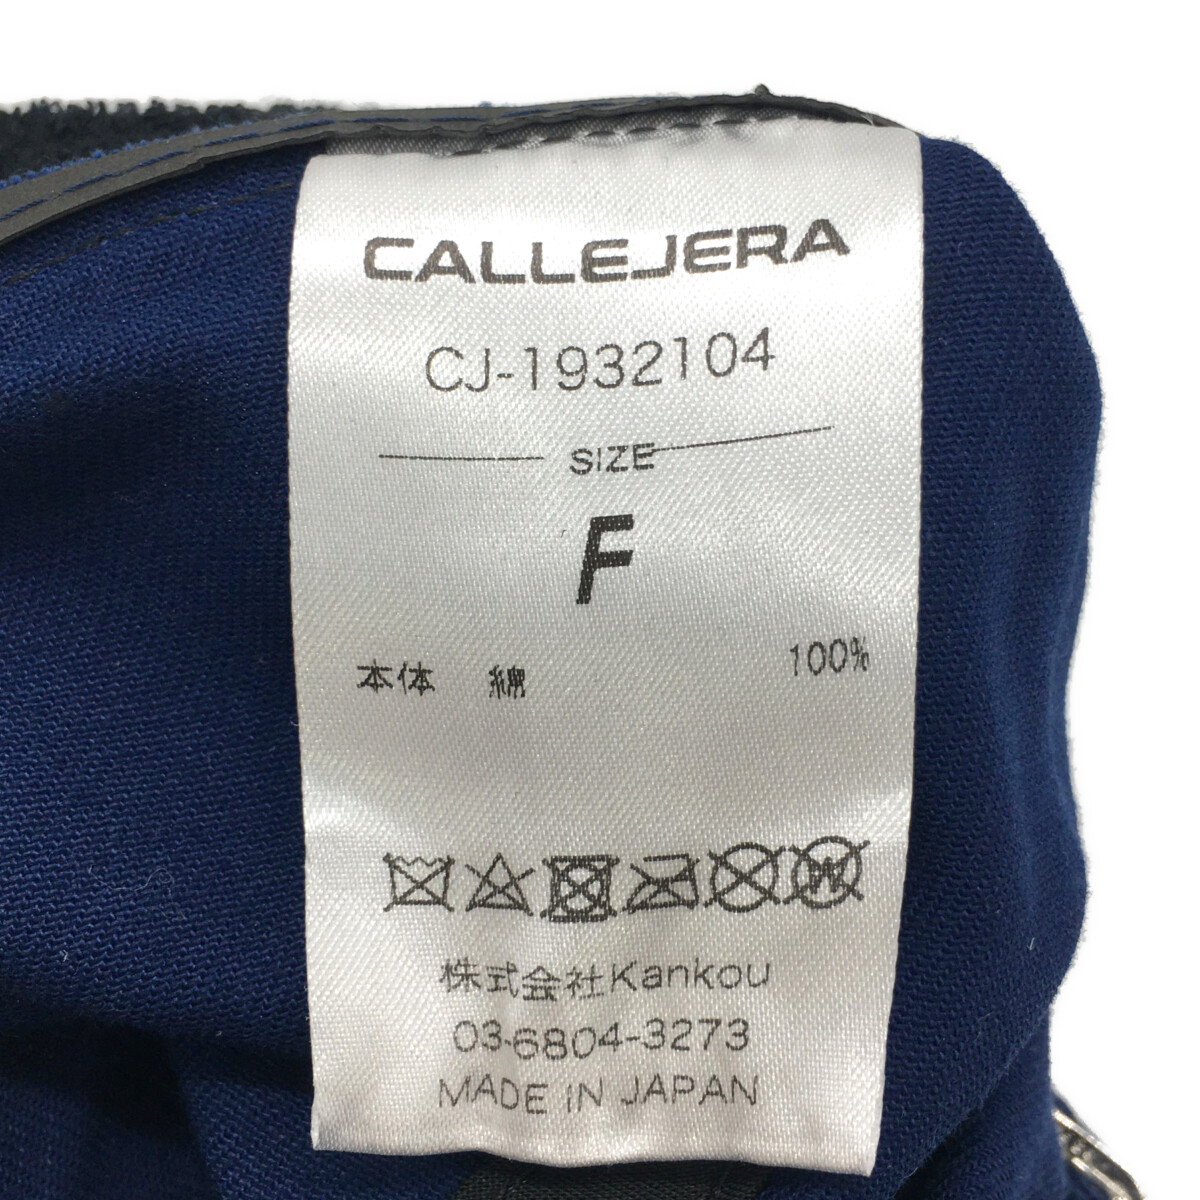 CALLEJERA
CJ-1932104
SIZE
F
本体 綿 100%
W
株式会社Kankou
03-6804-3273
MADE IN JAPAN